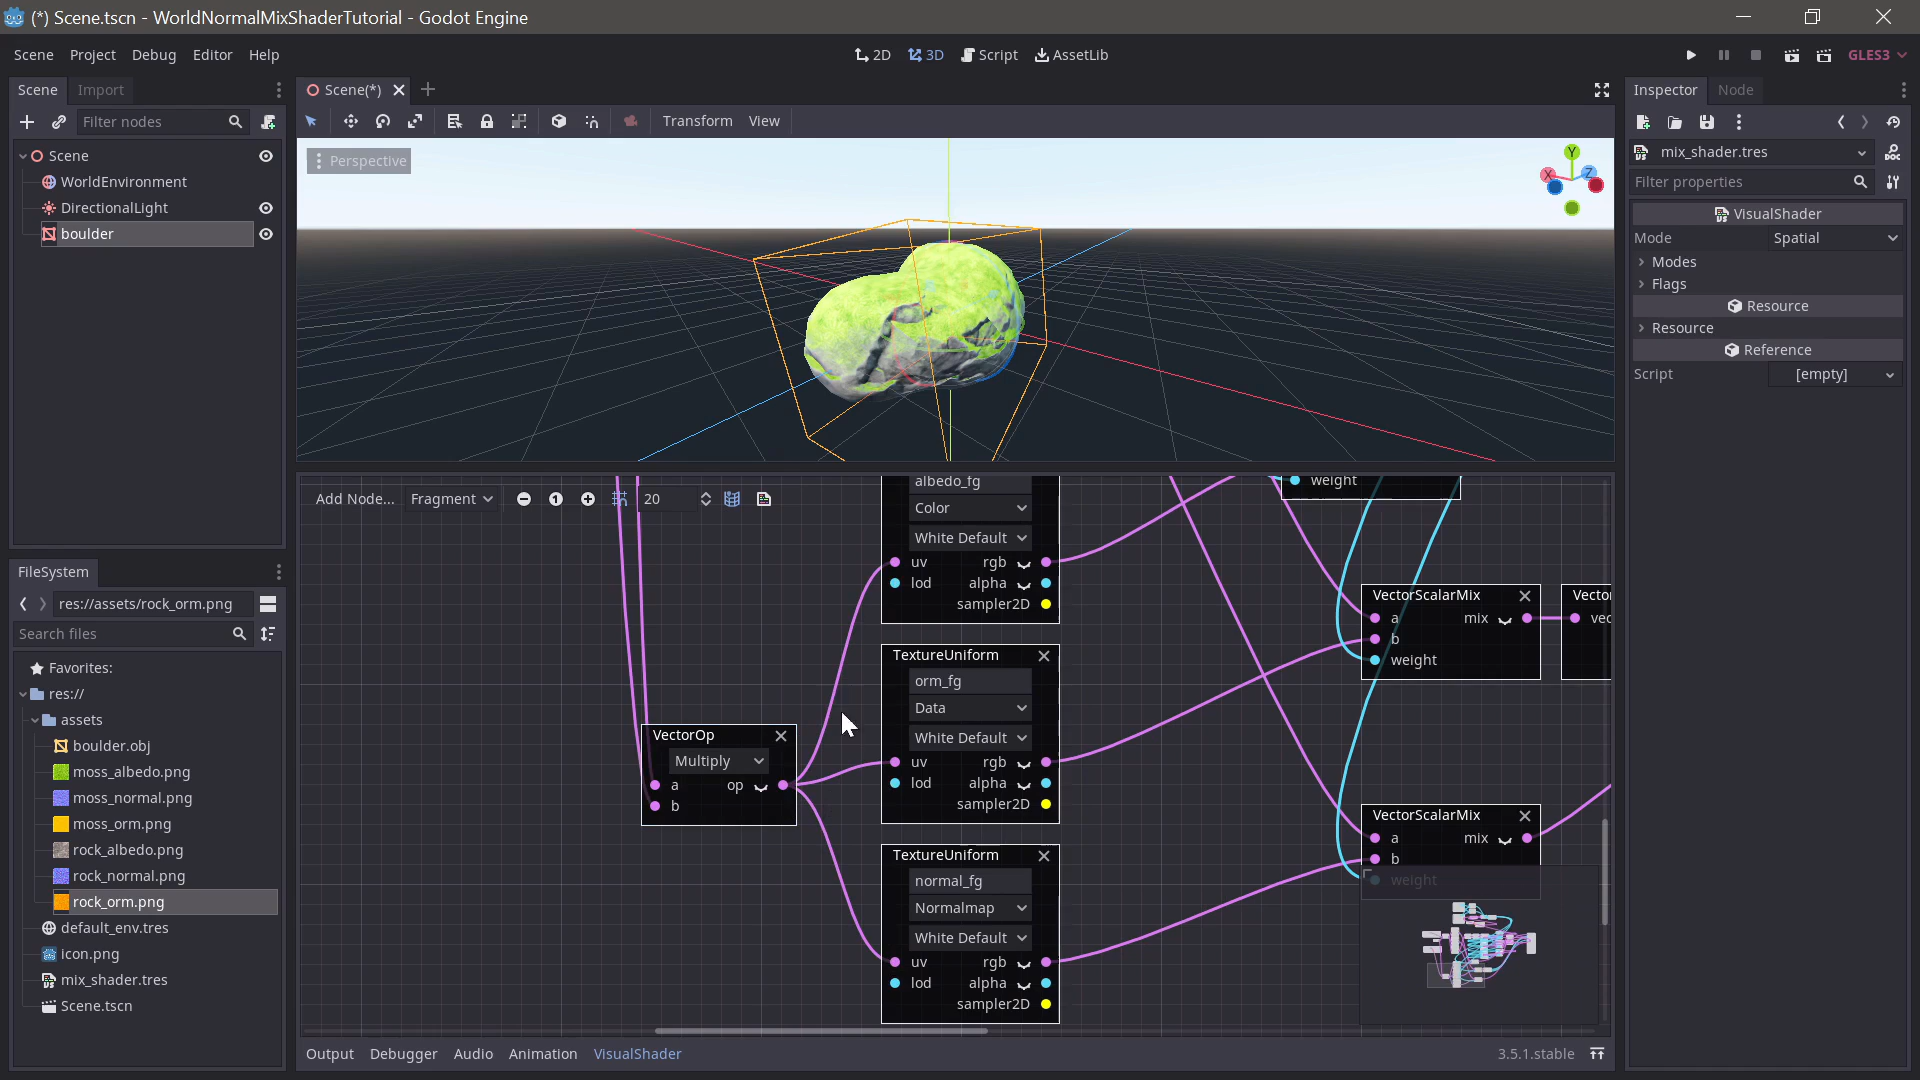 (*) Scene.tscn - WorldNormalMixShaderTutorial - Godot Engine
Scene Project Debug Editor Help
2D 3D Script AssetLib
GLES3
Scene Import
Filter nodes
Scene
WorldEnvironment
DirectionalLight
boulder
FileSystem
res://assets/rock_orm.png
Search files
Favorites:
res://
assets
boulder.obj
moss_albedo.png
moss_normal.png
moss_orm.png
rock_albedo.png
rock_normal.png
rock_orm.png
default_env.tres
icon.png
mix_shader.tres
Scene.tscn
Scene(*)
Transform View
Perspective
Y
X
Z
Add Node... Fragment 1 20
albedo_fg
Color
White Default
uv rgb
lod alpha
sampler2D
TextureUniform
orm_fg
Data
White Default
uv rgb
lod alpha
sampler2D
VectorOp
Multiply
a op
b
TextureUniform
normal_fg
Normalmap
White Default
uv rgb
lod alpha
sampler2D
weight
VectorScalarMix
a mix
b
weight
Vector
vec
VectorScalarMix
a mix
b
weight
Output Debugger Audio Animation VisualShader
3.5.1.stable
Inspector Node
mix_shader.tres
Filter properties
VisualShader
Mode Spatial
Modes
Flags
Resource
Resource
Reference
Script [empty]